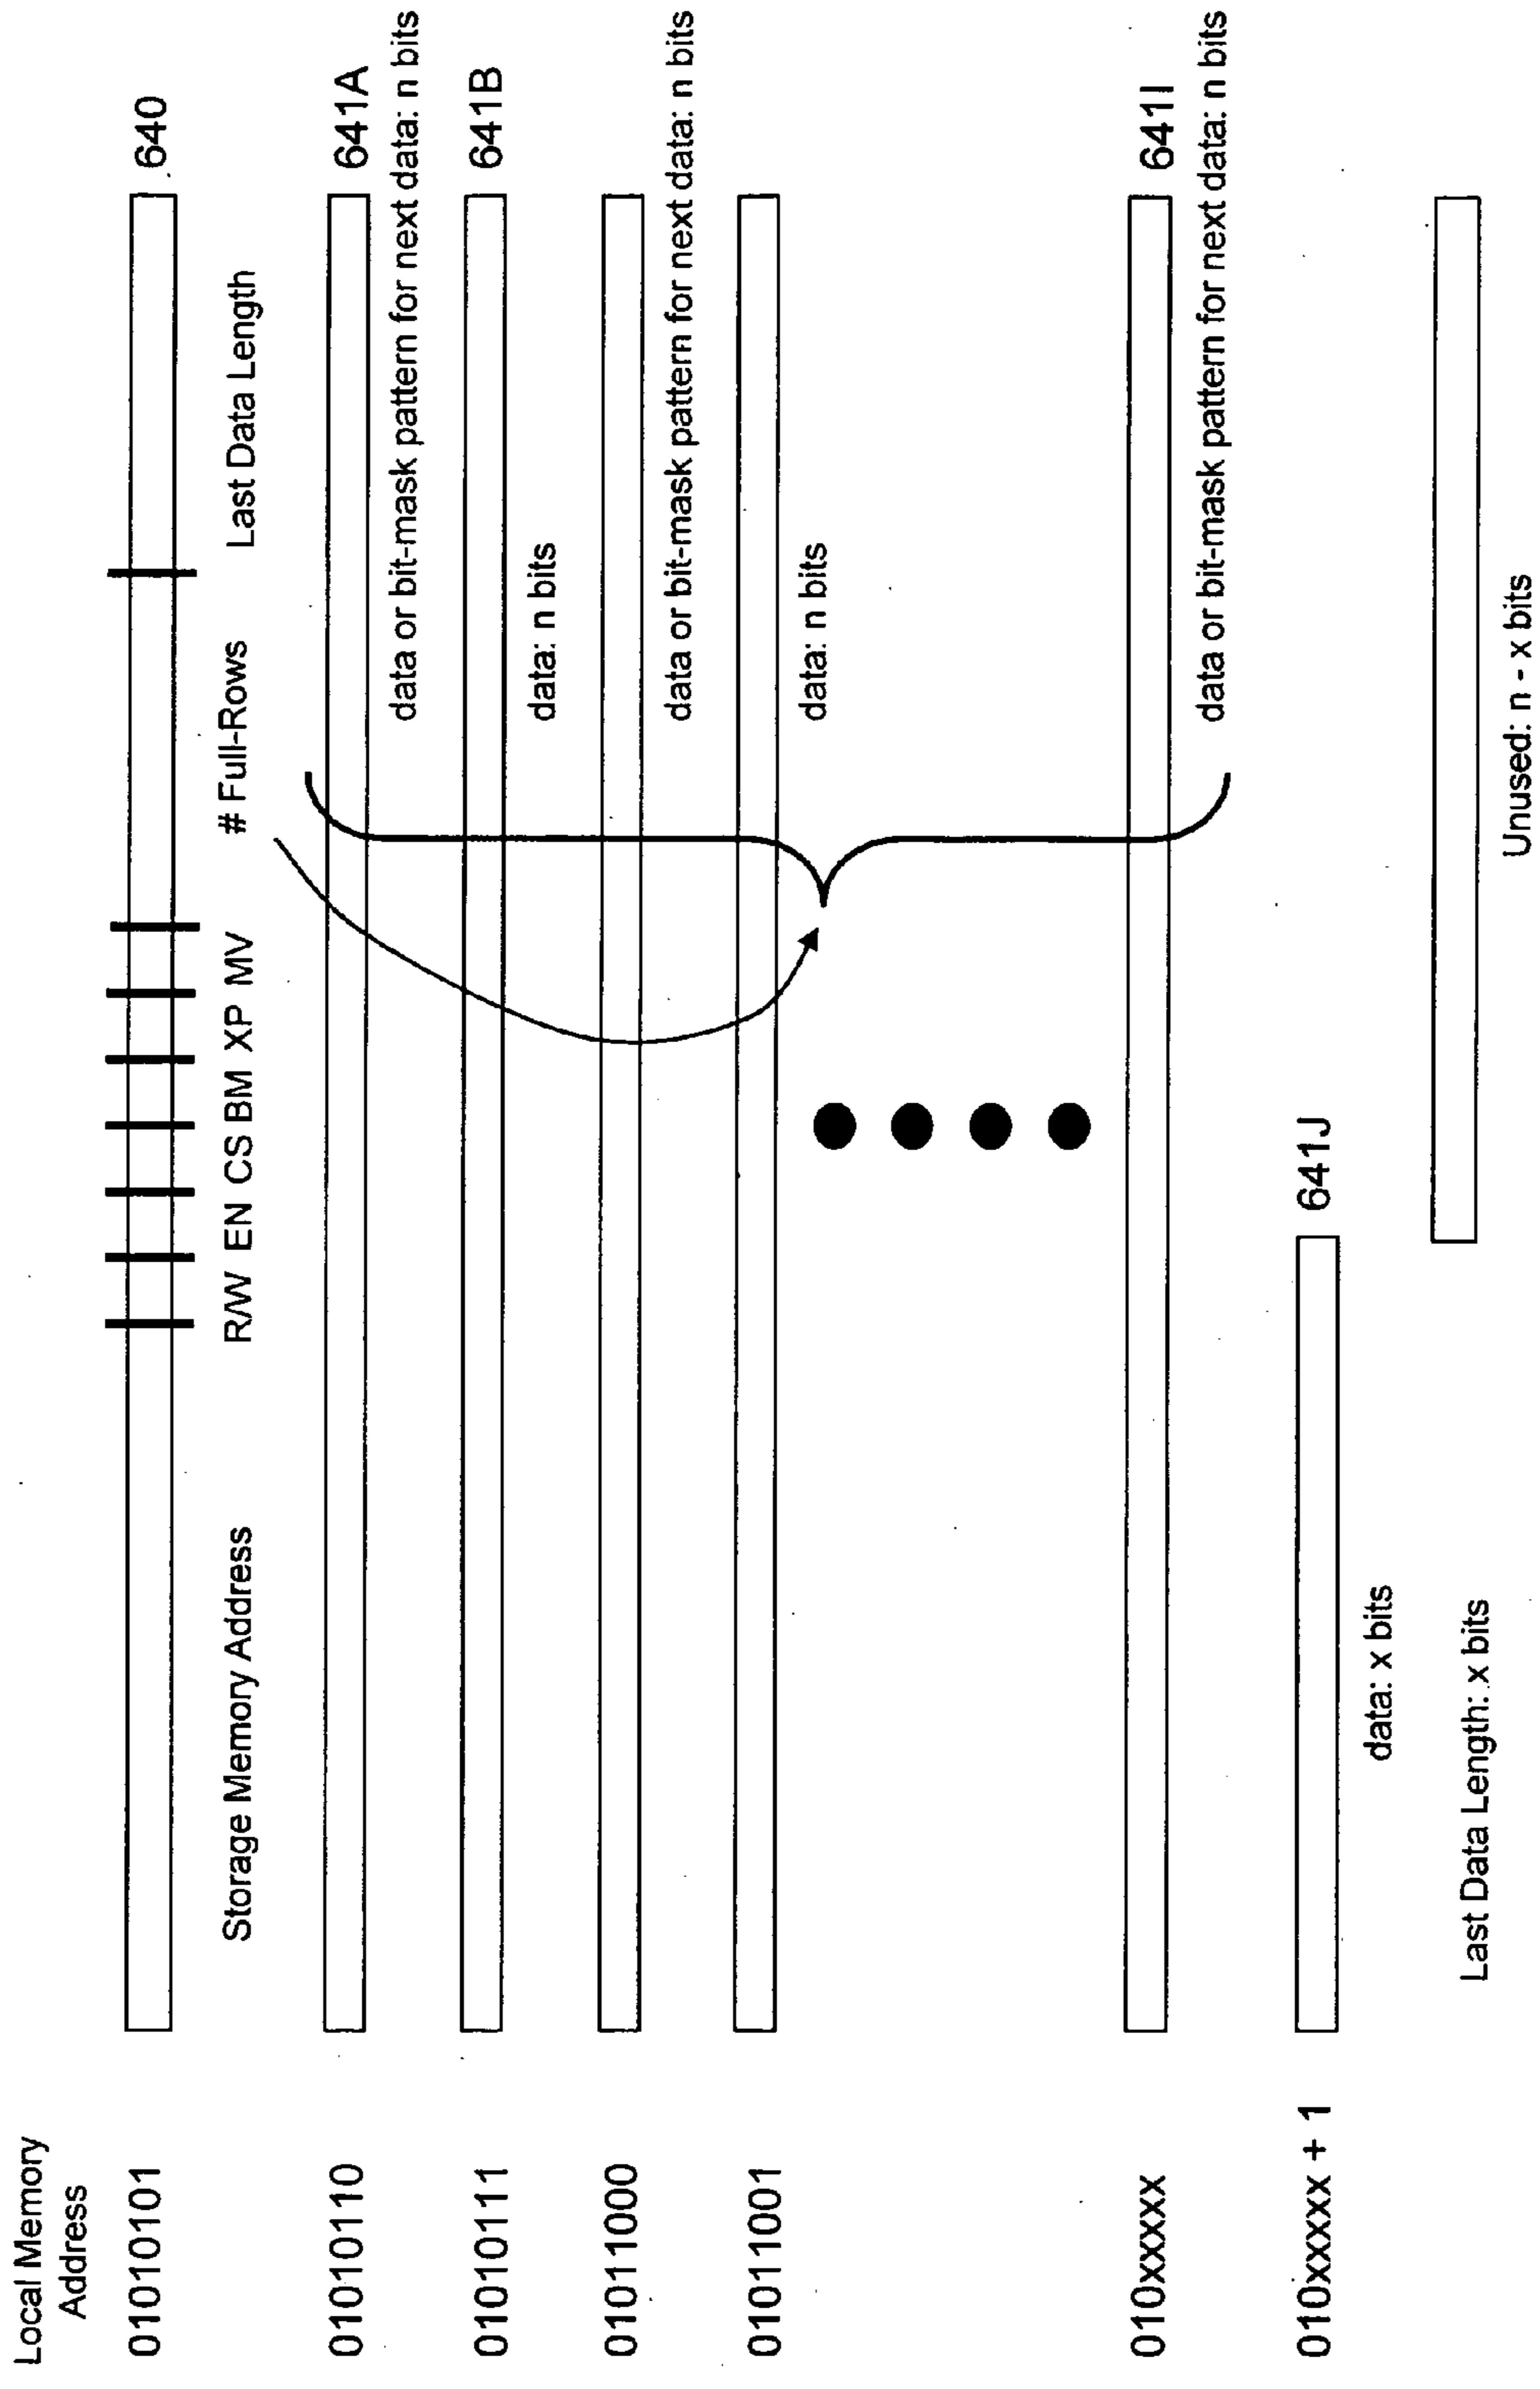 Local Memory
Address
01010101
640
Storage Memory Address
R/W EN CS BM XP MV
# Full-Rows
Last Data Length
01010110
641A
data or bit-mask pattern for next data: n bits
01010111
641B
data: n bits
01011000
data or bit-mask pattern for next data: n bits
01011001
data: n bits
010xxxxx
641I
data or bit-mask pattern for next data: n bits
010xxxxx + 1
641J
data: x bits
Last Data Length: x bits
Unused: n - x bits